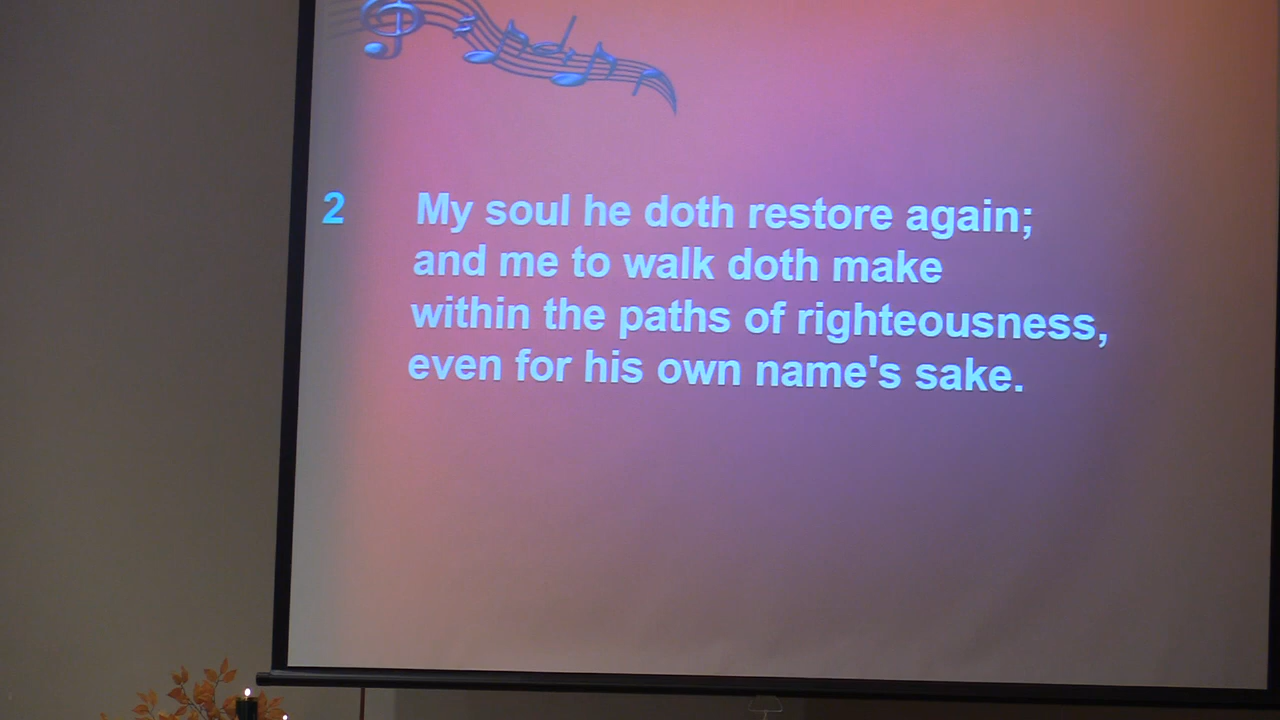 2 My soul he doth restore again;
and me to walk doth make
within the paths of righteousness,
even for his own name's sake.